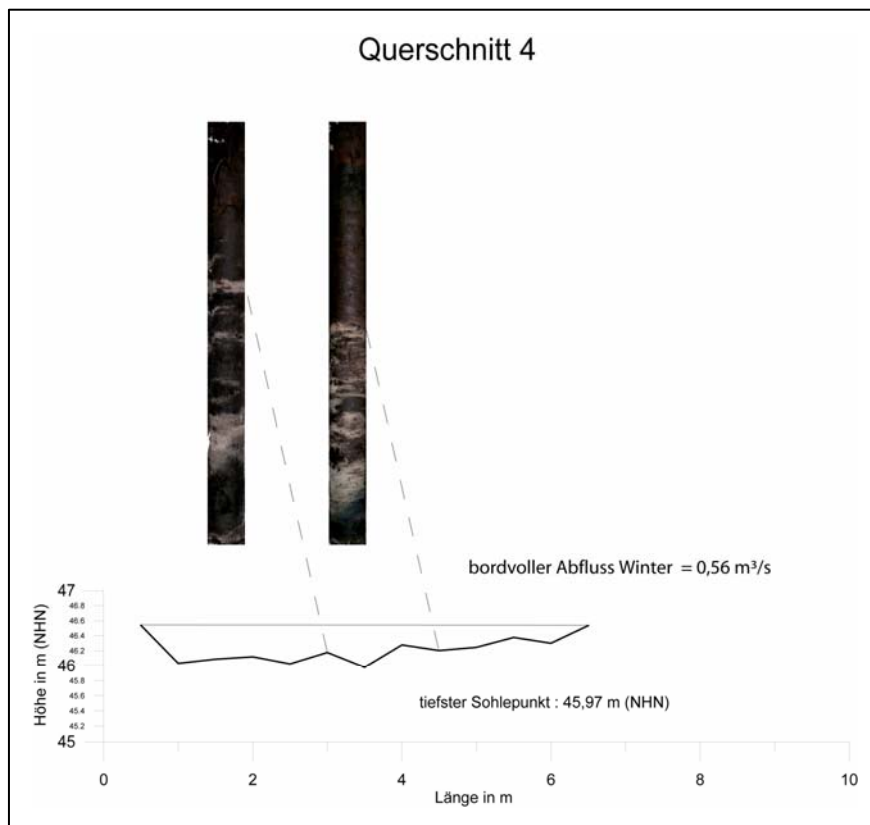 Querschnitt 4
bordvoller Abfluss Winter = 0,56 m³/s
Höhe in m (NHN)
47
46.8
46.6
46.4
46.2
46
45.8
45.6
45.4
45.2
45
tiefster Sohlepunkt : 45,97 m (NHN)
0 2 4 6 8 10
Länge in m